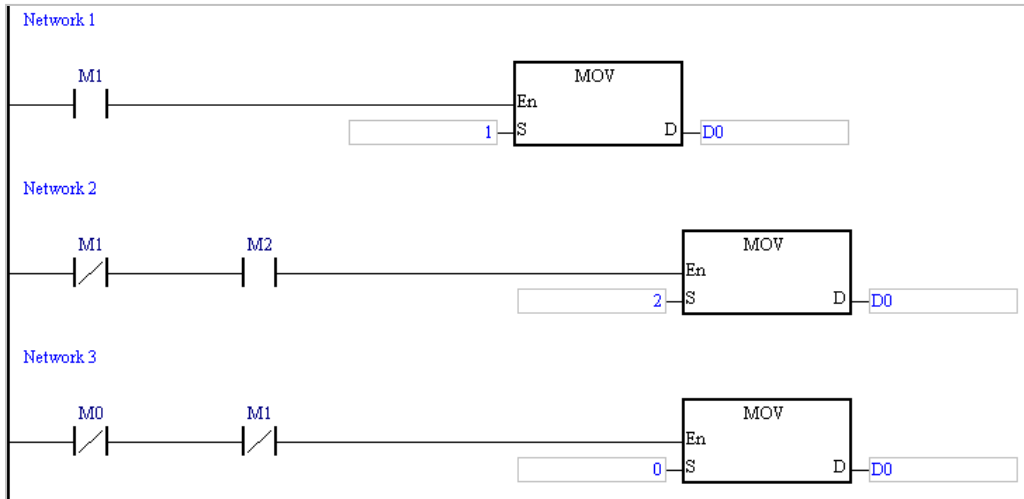 Network 1
M1
MOV
En
1 S D D0
Network 2
M1 M2
MOV
En
2 S D D0
Network 3
M0 M1
MOV
En
0 S D D0